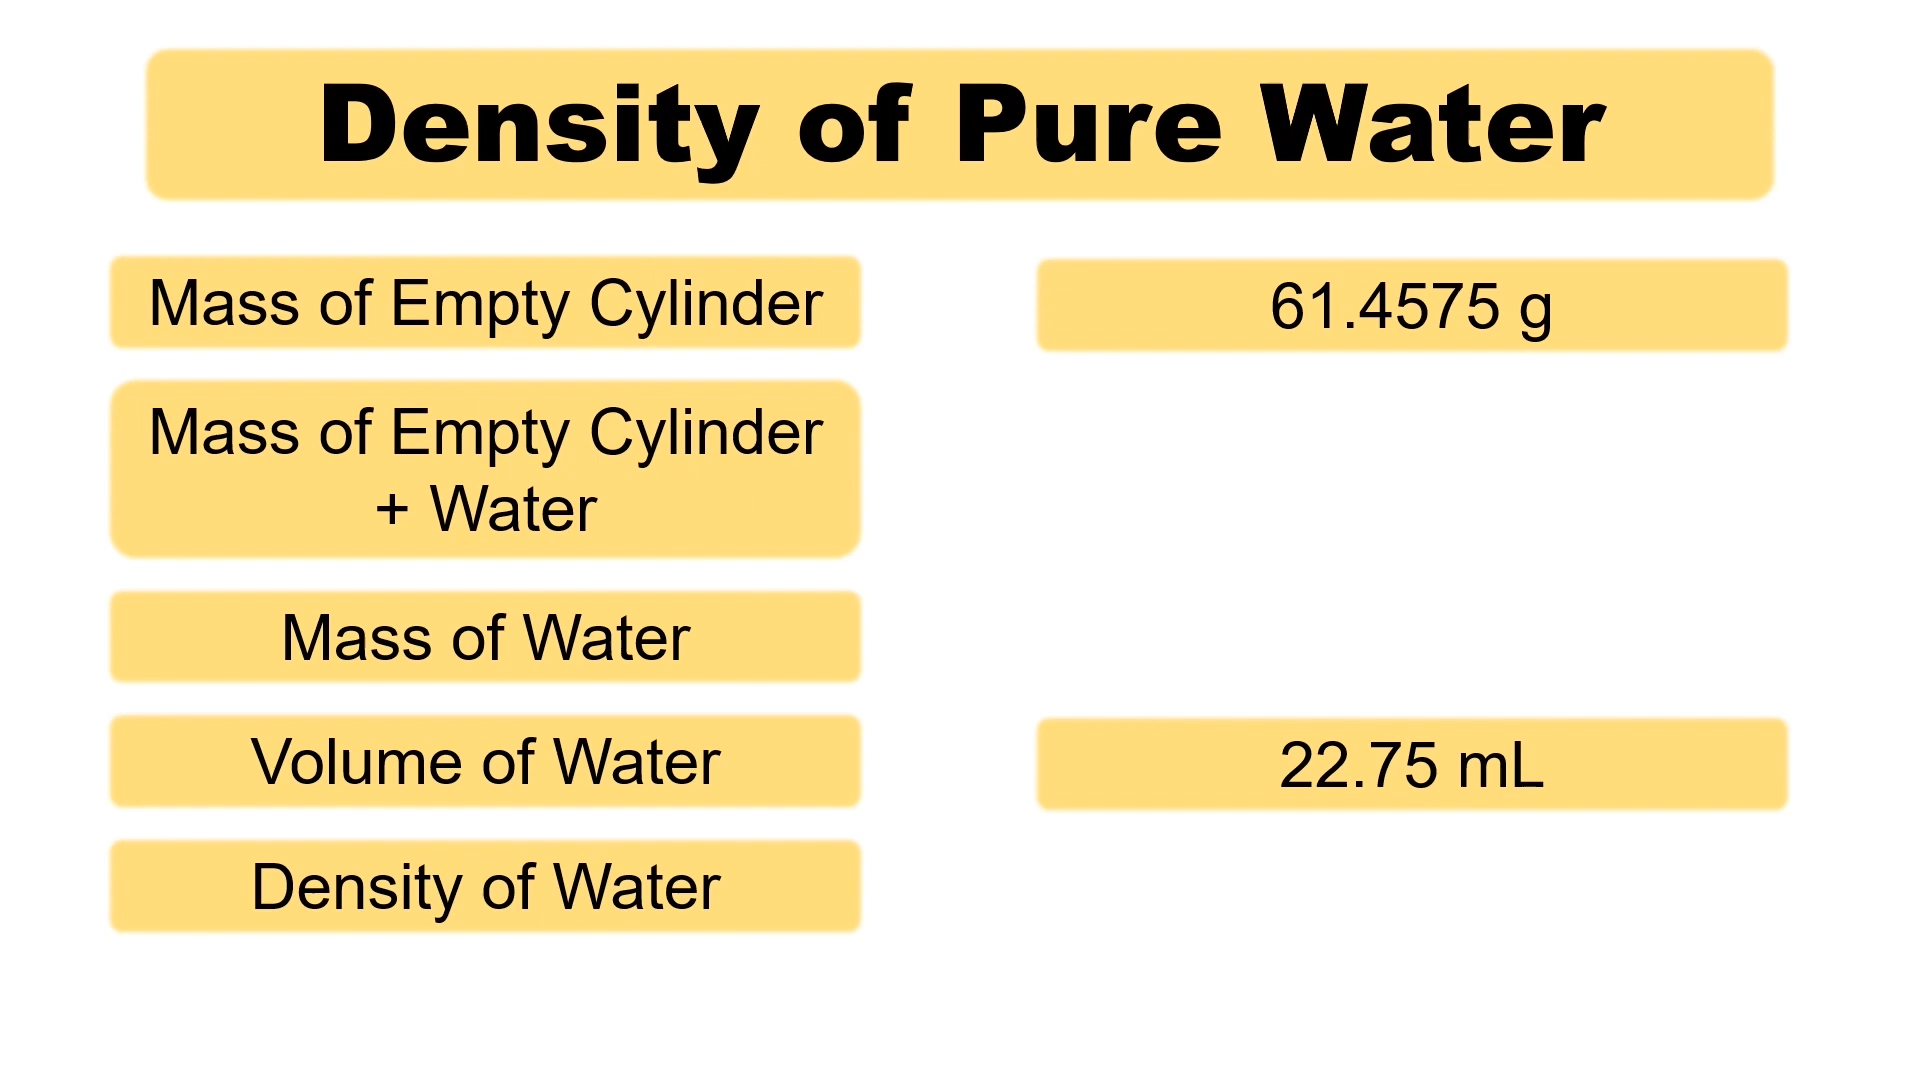 Density of Pure Water
Mass of Empty Cylinder
61.4575 g
Mass of Empty Cylinder
+ Water
Mass of Water
Volume of Water
22.75 mL
Density of Water